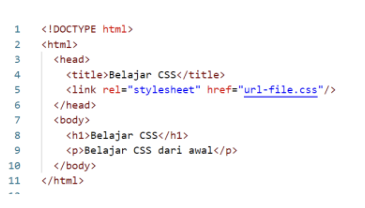 1 <!DOCTYPE html>
2 <html>
3 <head>
4 <title>Belajar CSS</title>
5 <link rel="stylesheet" href="url-file.css"/>
6 </head>
7 <body>
8 <h1>Belajar CSS</h1>
9 <p>Belajar CSS dari awal</p>
10 </body>
11 </html>